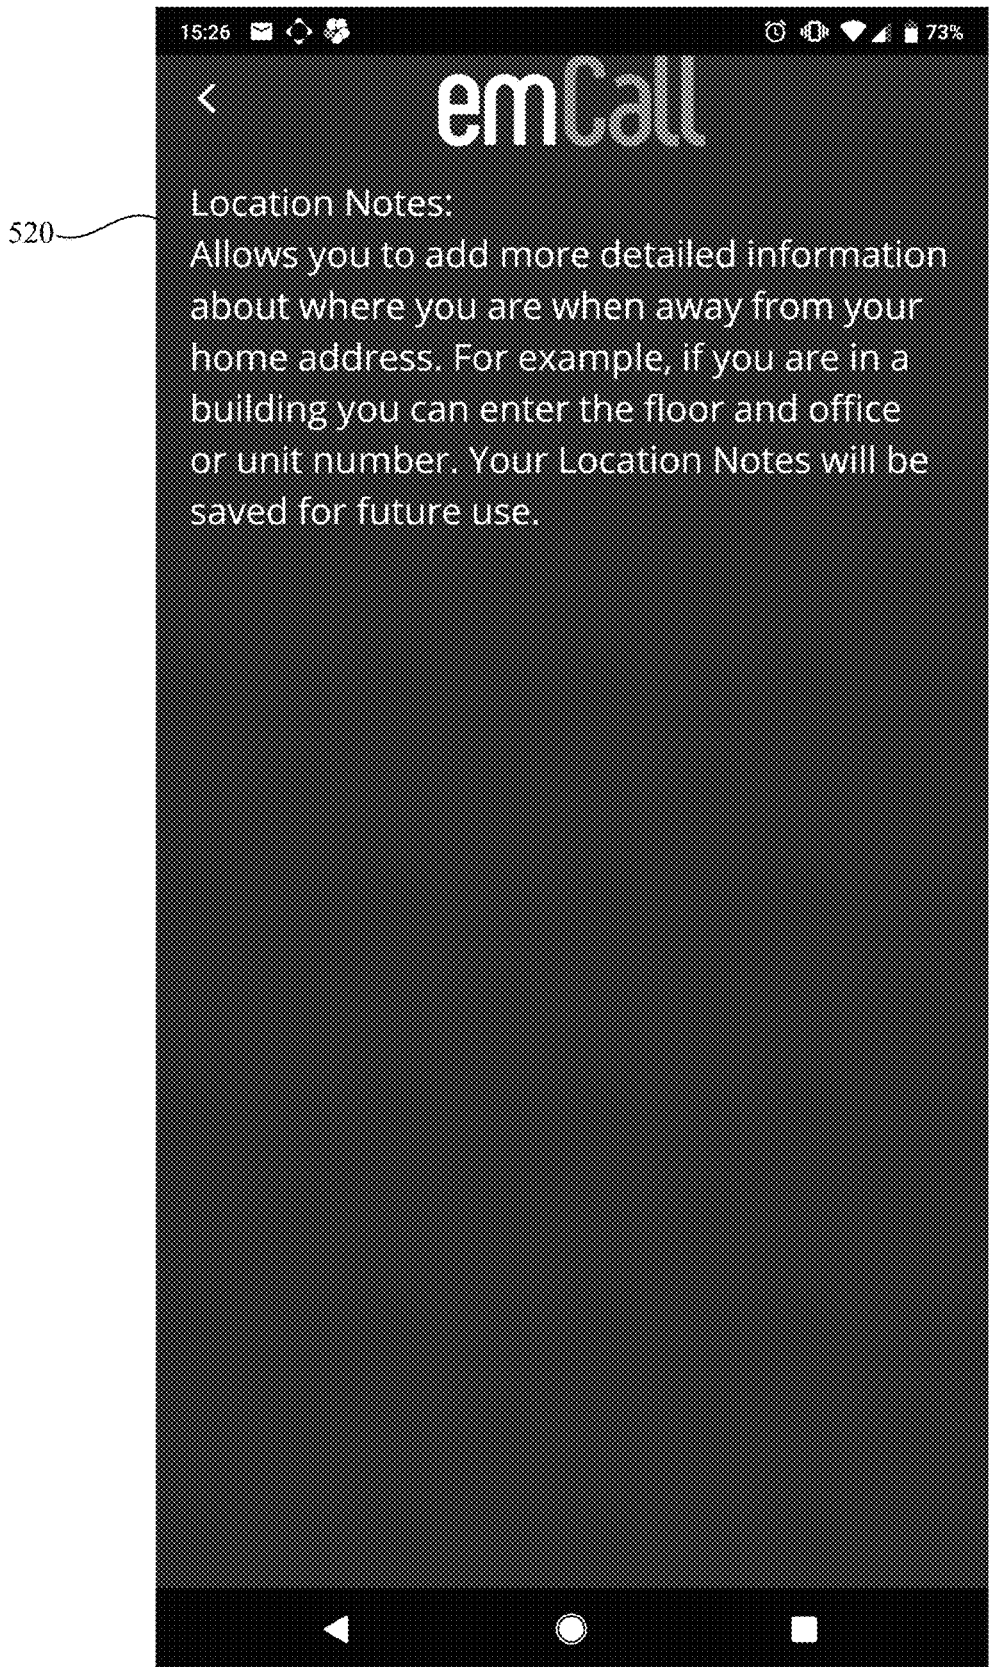 15:26
73%
emCall
520
Location Notes:
Allows you to add more detailed information
about where you are when away from your
home address. For example, if you are in a
building you can enter the floor and office
or unit number. Your Location Notes will be
saved for future use.